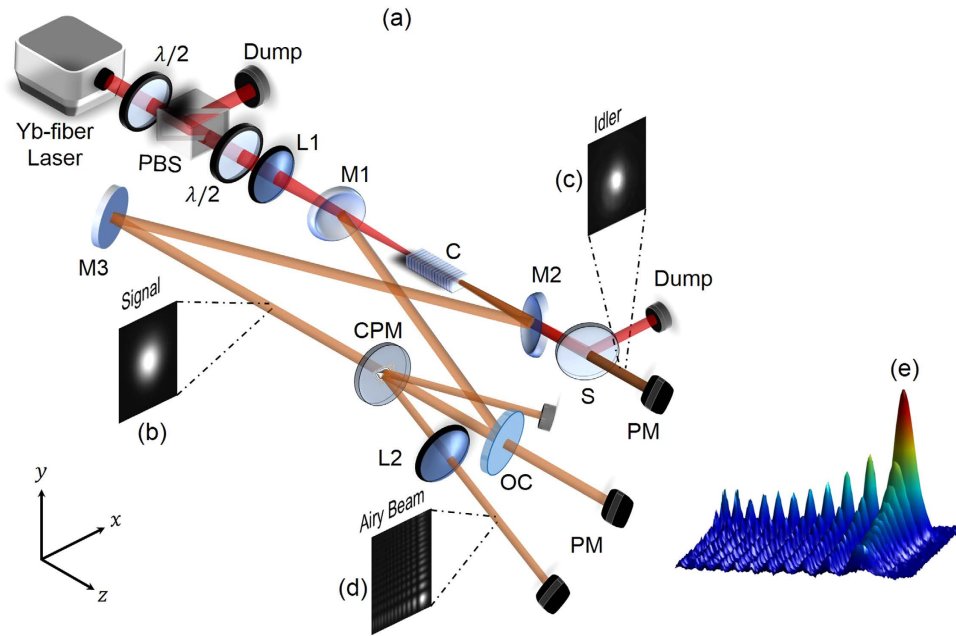 (a)
λ/2
Dump
Yb-fiber
Laser
PBS
λ/2
L1
M1
Idler
(c)
C
M2
Dump
M3
Signal
CPM
S
PM
(e)
(b)
L2
OC
Airy Beam
PM
(d)
y
x
z